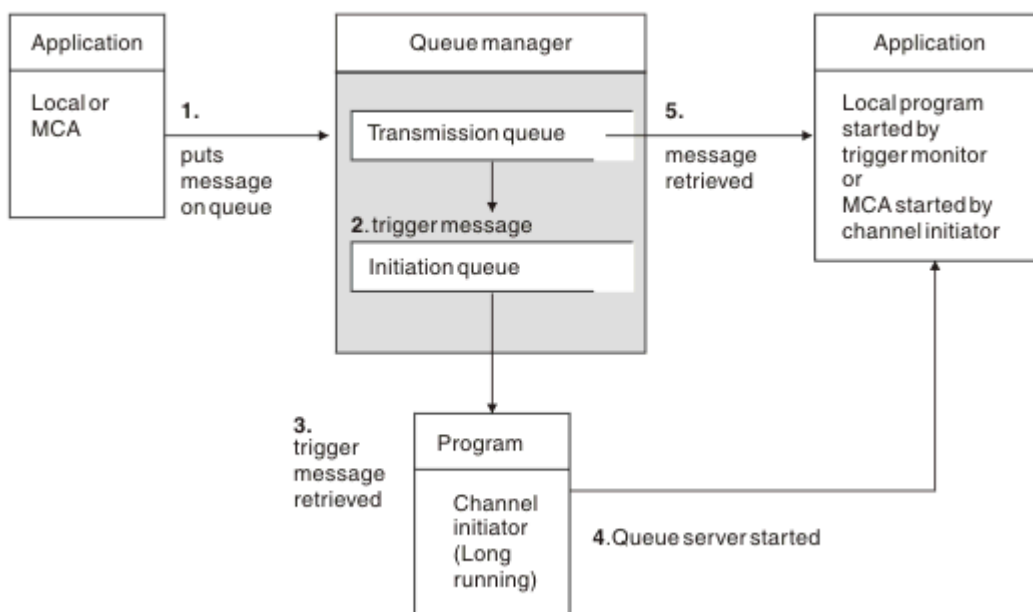 Application
Local or
MCA
1.
puts
message
on queue
Queue manager
Transmission queue
2. trigger message
Initiation queue
5.
message
retrieved
Application
Local program
started by
trigger monitor
or
MCA started by
channel initiator
3.
trigger
message
retrieved
Program
Channel
initiator
(Long
running)
4.Queue server started